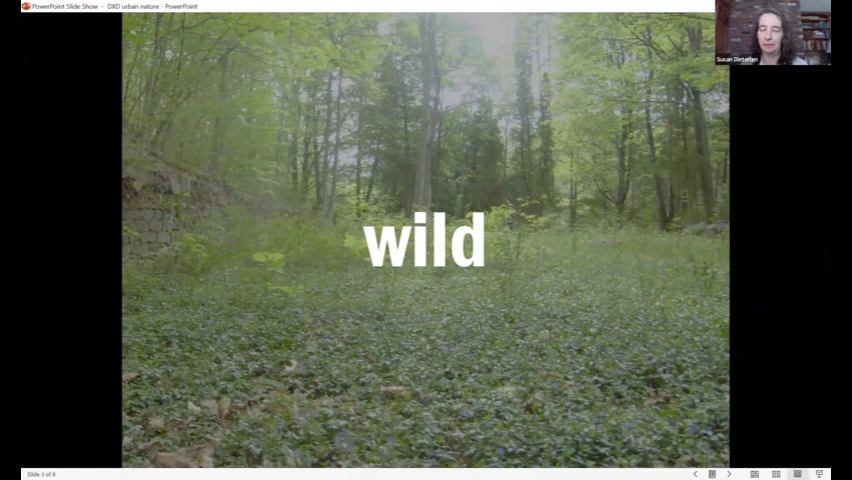 PowerPoint Slide Show - DXD urban nature - PowerPoint
Susan Dieterlen
wild
Slide 3 of 8